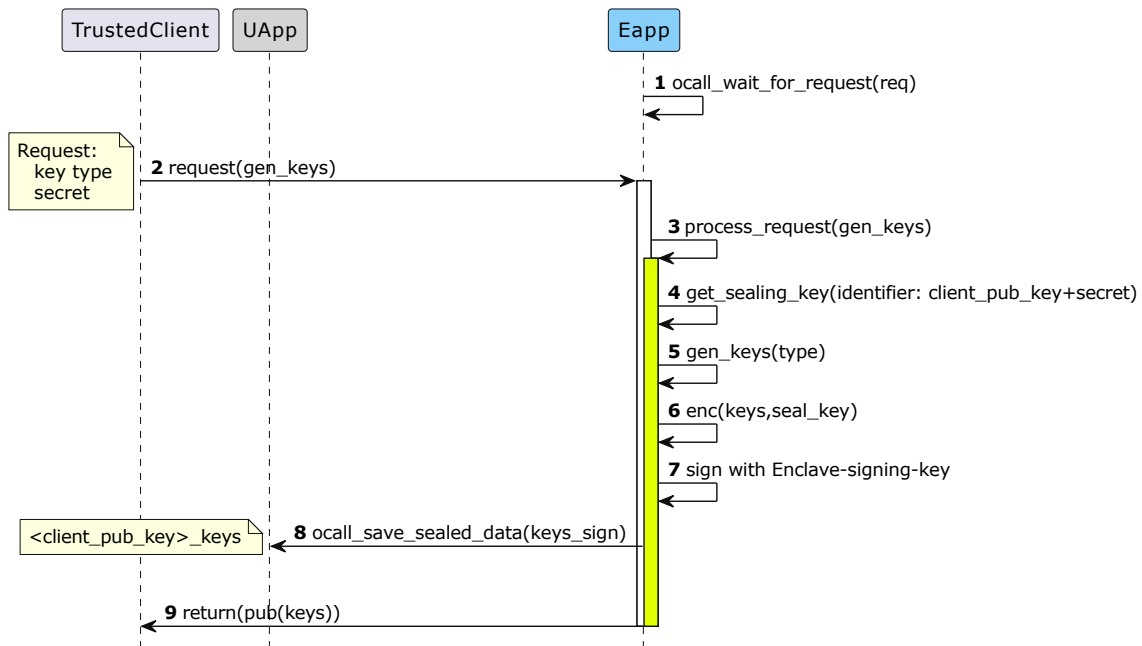 TrustedClient
UApp
Eapp
1 ocall_wait_for_request(req)
Request:
key type
secret
2 request(gen_keys)
3 process_request(gen_keys)
4 get_sealing_key(identifier: client_pub_key+secret)
5 gen_keys(type)
6 enc(keys,seal_key)
7 sign with Enclave-signing-key
<client_pub_key>_keys
8 ocall_save_sealed_data(keys_sign)
9 return(pub(keys))